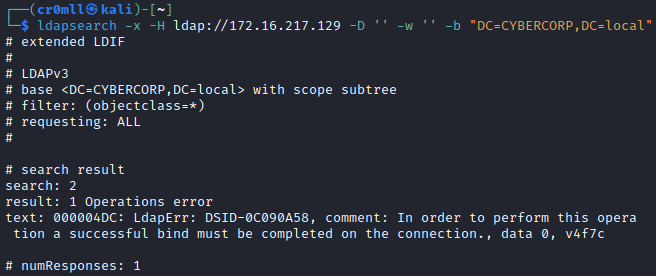 ┌──(cr0mll㉿kali)-[~]
└─$ ldapsearch -x -H ldap://172.16.217.129 -D '' -w '' -b "DC=CYBERCORP,DC=local"
# extended LDIF
#
# LDAPv3
# base <DC=CYBERCORP,DC=local> with scope subtree
# filter: (objectclass=*)
# requesting: ALL
#

# search result
search: 2
result: 1 Operations error
text: 000004DC: LdapErr: DSID-0C090A58, comment: In order to perform this opera
 tion a successful bind must be completed on the connection., data 0, v4f7c

# numResponses: 1